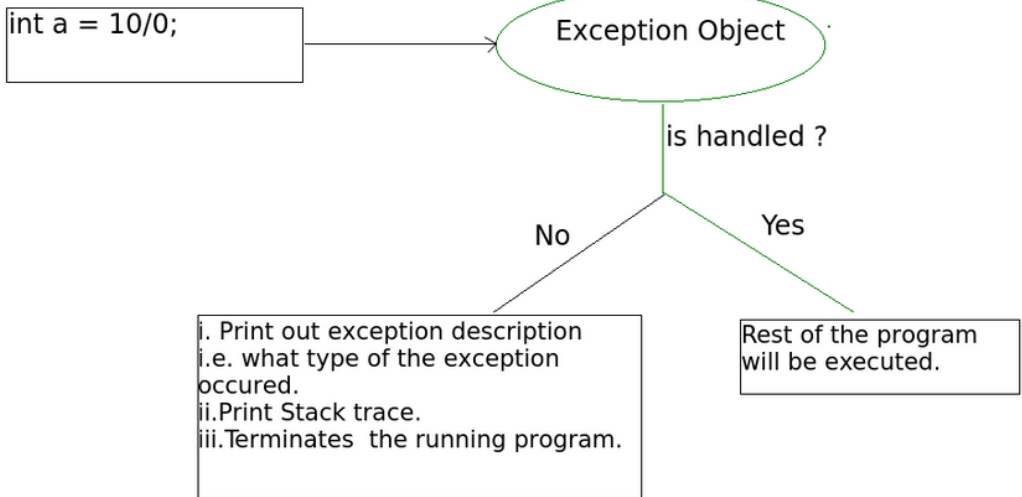 int a = 10/0;
Exception Object
is handled ?
No
Yes
i. Print out exception description
i.e. what type of the exception
occured.
ii.Print Stack trace.
iii.Terminates  the running program.
Rest of the program
will be executed.